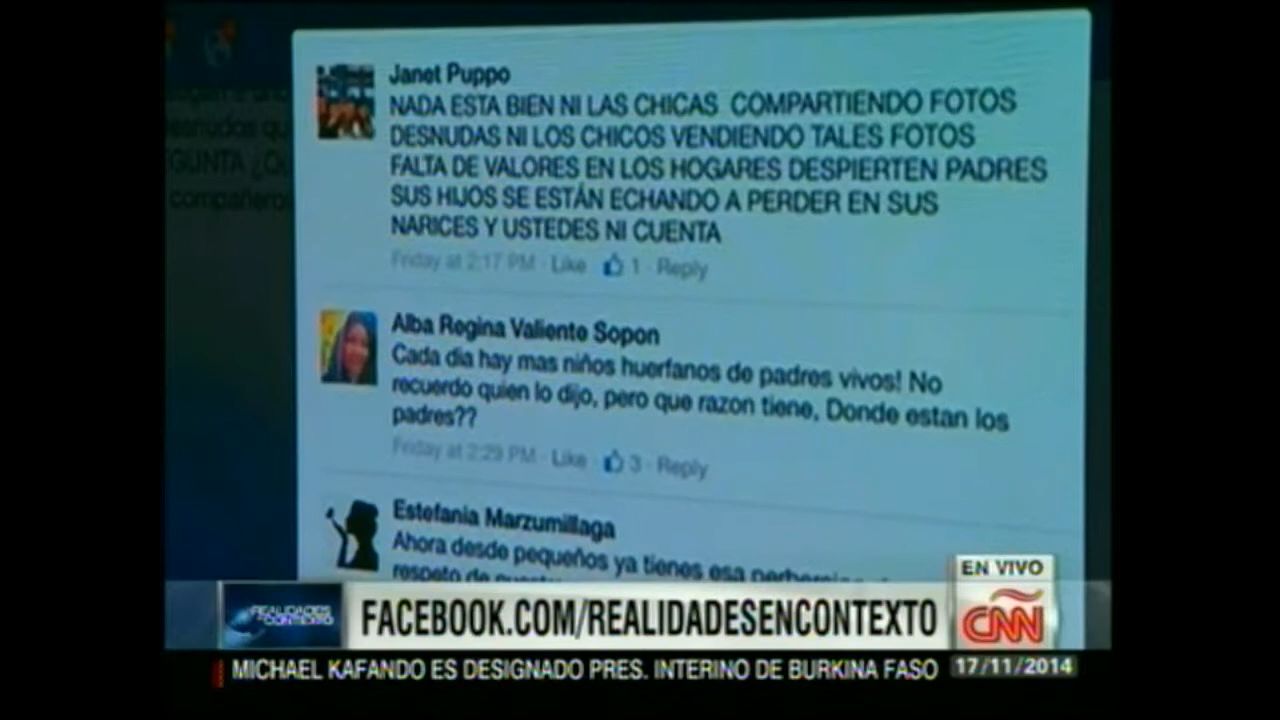 Janet Puppo
NADA ESTA BIEN NI LAS CHICAS COMPARTIENDO FOTOS
DESNUDAS NI LOS CHICOS VENDIENDO TALES FOTOS
FALTA DE VALORES EN LOS HOGARES DESPIERTEN PADRES
SUS HIJOS SE ESTÁN ECHANDO A PERDER EN SUS
NARICES Y USTEDES NI CUENTA
Friday at 2:17 PM · Like · 1 · Reply
Alba Regina Valiente Sopon
Cada dia hay mas niños huerfanos de padres vivos! No
recuerdo quien lo dijo, pero que razon tiene, Donde estan los
padres??
Friday at 2:29 PM · Like · 3 · Reply
Estefania Marzumillaga
Ahora desde pequeños ya tienes esa
respeto de
EN VIVO
REALIDADES EN CONTEXTO
FACEBOOK.COM/REALIDADESENCONTEXTO
CNN
MICHAEL KAFANDO ES DESIGNADO PRES. INTERINO DE BURKINA FASO
17/11/2014